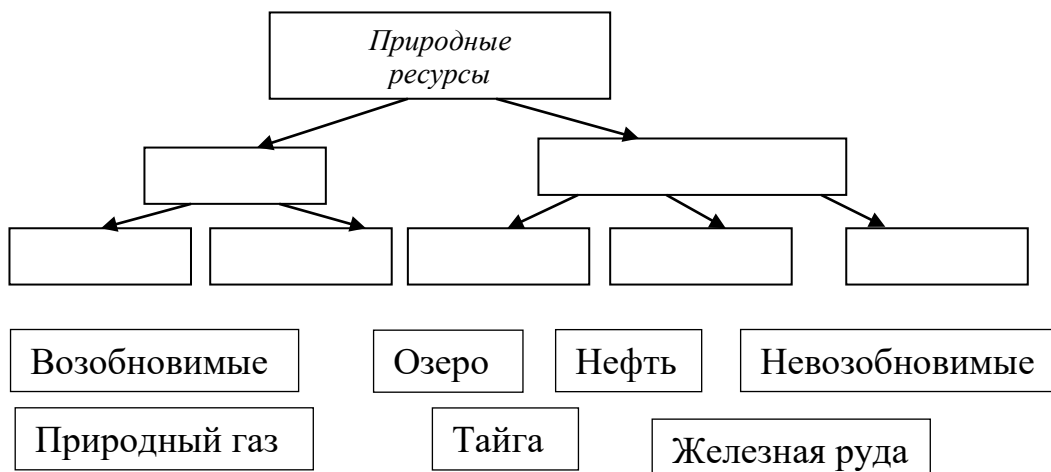 Природные
ресурсы
Возобновимые
Озеро
Нефть
Невозобновимые
Природный газ
Тайга
Железная руда